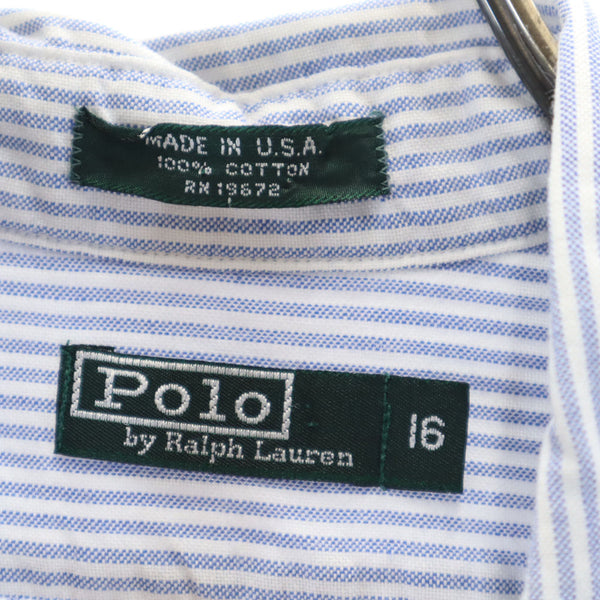 MADE IN U.S.A.
100% COTTON
RN 19672
Polo
by Ralph Lauren
16